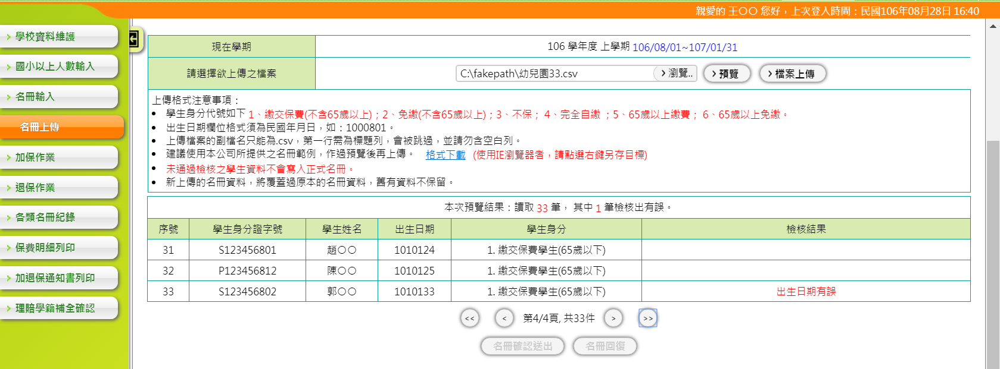 親愛的 王〇〇 您好，上次登入時間：民國106年08月28日 16:40
學校資料維護
國小以上人數輸入
名冊輸入
名冊上傳
加保作業
退保作業
各類名冊紀錄
保費明細列印
加退保通知書列印
理賠學籍補全確認
現在學期 106 學年度 上學期 106/08/01~107/01/31
請選擇欲上傳之檔案 C:\fakepath\幼兒園33.csv 瀏覽.. 預覽 檔案上傳
上傳格式注意事項：
學生身分代號如下 1、繳交保費(不含65歲以上)；2、免繳(不含65歲以上)；3、不保； 4、完全自繳 ；5、65歲以上繳費； 6、65歲以上免繳。
出生日期欄位格式須為民國年月日，如：1000801。
上傳檔案的副檔名只能為.csv，第一行需為標題列，會被跳過，並請勿含空白列。
建議使用本公司所提供之名冊範例，作過預覽後再上傳。 格式下載 (使用IE瀏覽器者，請點選右鍵另存目標)
未通過檢核之學生資料不會寫入正式名冊。
新上傳的名冊資料，將覆蓋過原本的名冊資料，舊有資料不保留。
本次預覽結果：讀取 33 筆， 其中 1 筆檢核出有誤。
序號 學生身分證字號 學生姓名 出生日期 學生身分 檢核結果
31 S123456801 趙〇〇 1010124 1. 繳交保費學生(65歲以下)
32 P123456812 陳〇〇 1010125 1. 繳交保費學生(65歲以下)
33 S123456802 郭〇〇 1010133 1. 繳交保費學生(65歲以下) 出生日期有誤
<< < 第4/4頁, 共33件 > >>
名冊確認送出 名冊回復